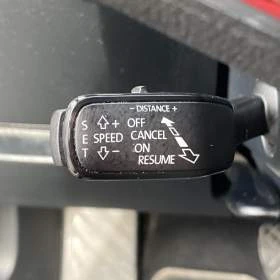 - DISTANCE +
S + OFF
E SPEED CANCEL
ON
T - RESUME